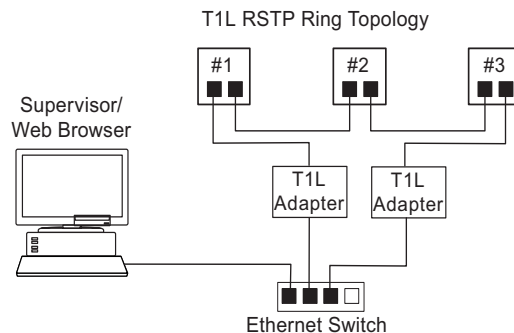 T1L RSTP Ring Topology
#1
#2
#3
Supervisor/
Web Browser
T1L
Adapter
T1L
Adapter
Ethernet Switch